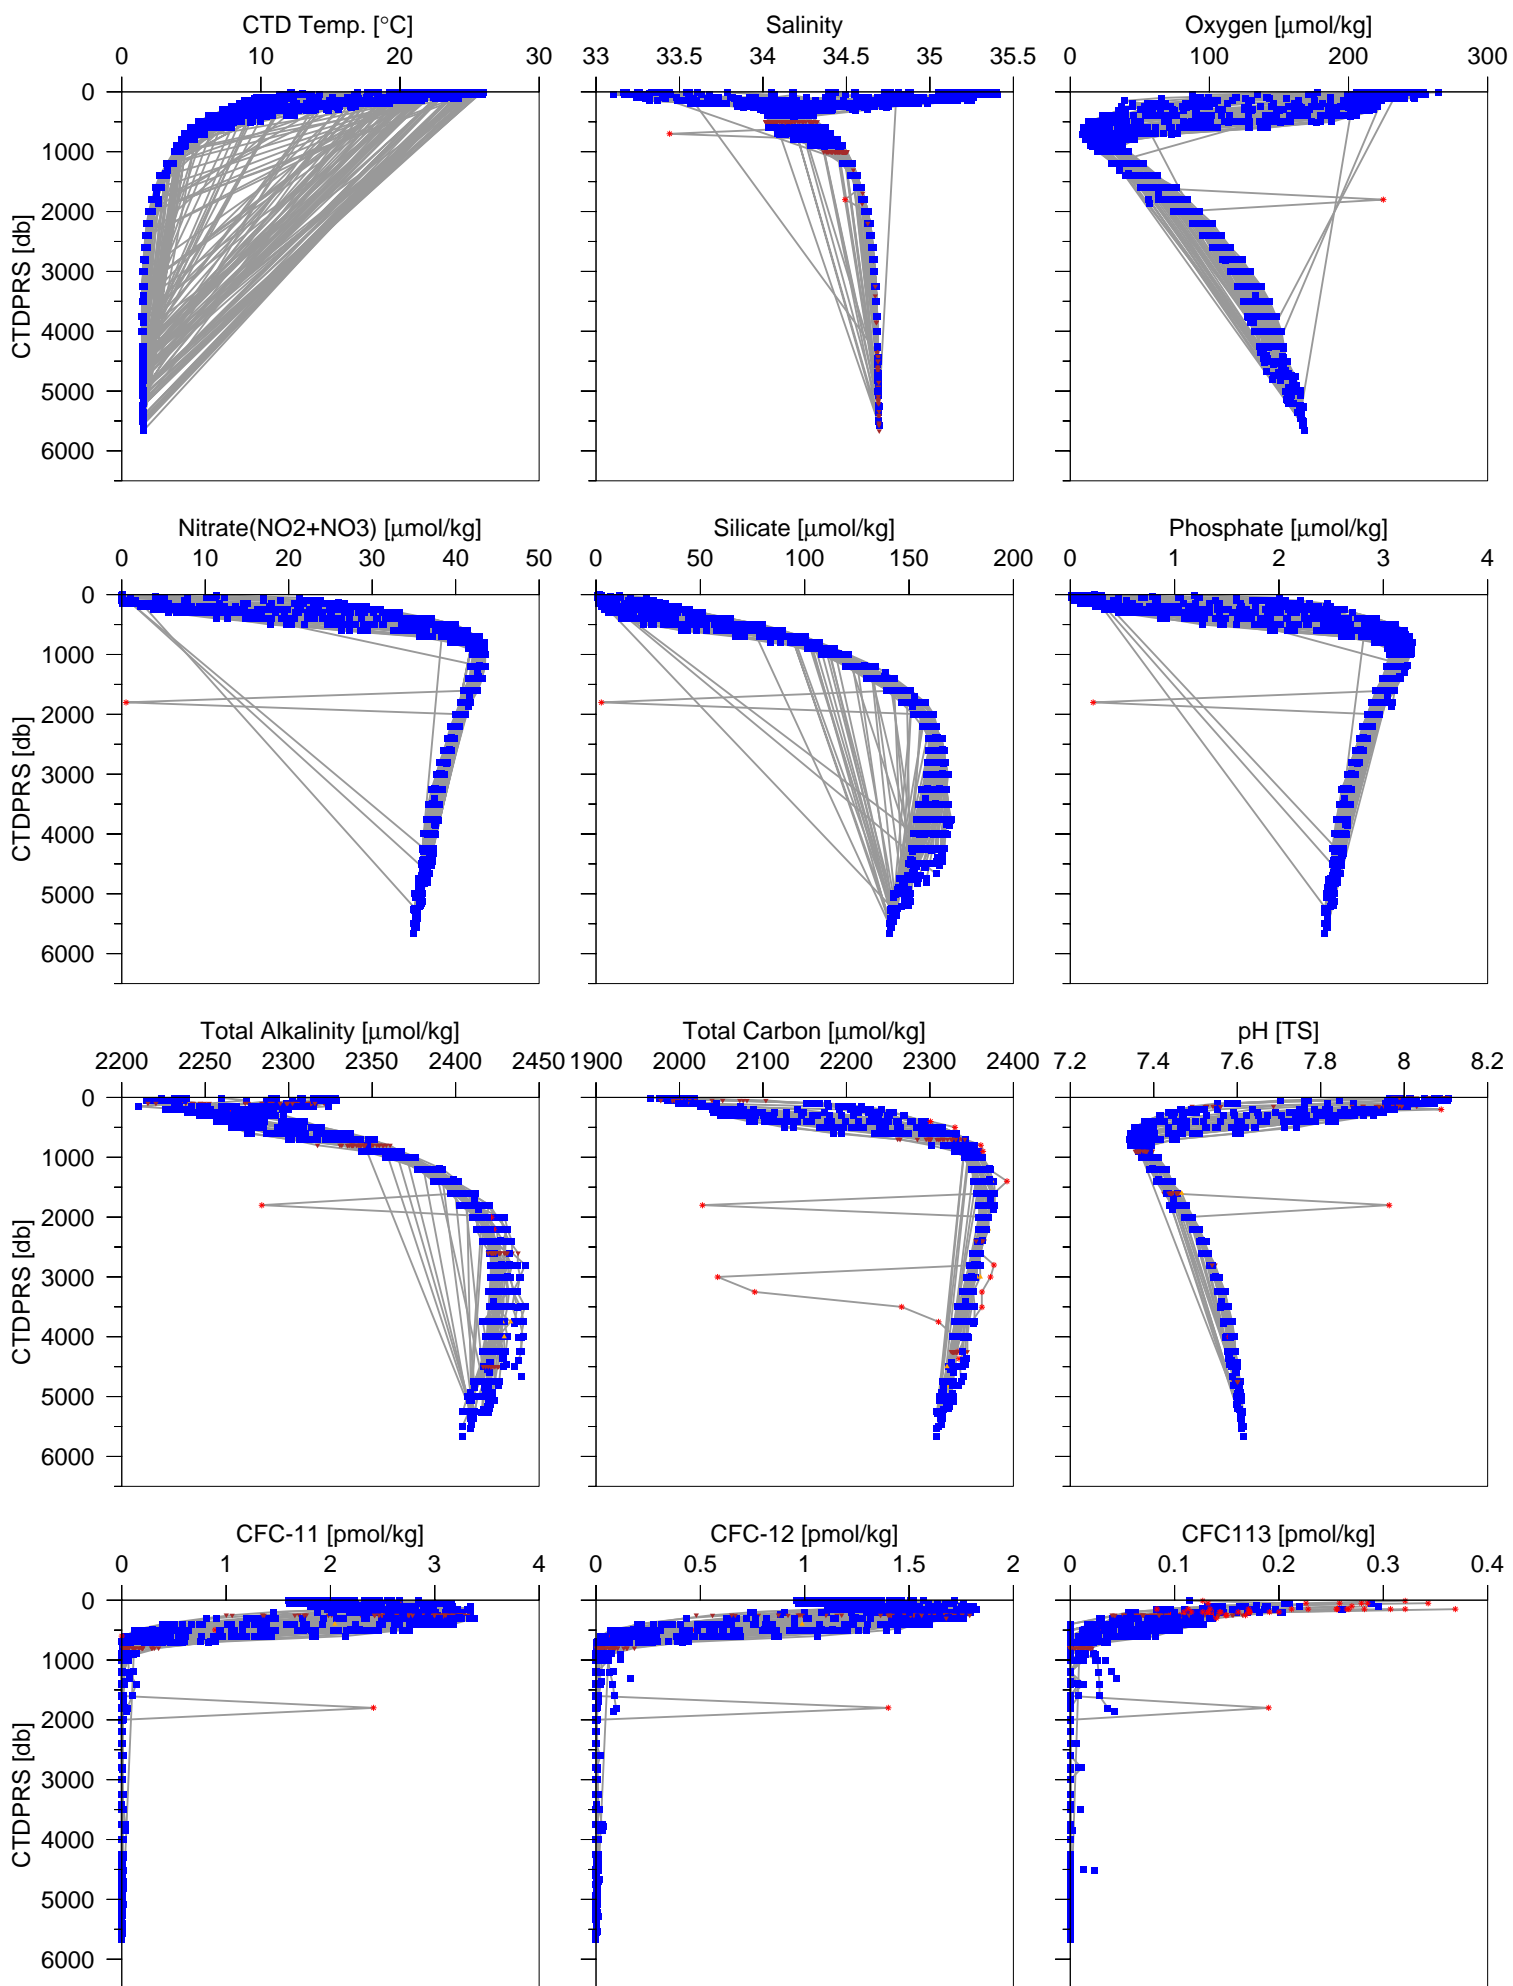 CTD Temp. [°C] Salinity Oxygen [μmol/kg]
0 10 20 30 33 33.5 34 34.5 35 35.5 0 100 200 300
0
1000
2000
3000
4000
5000
6000
CTDPRS [db]
Nitrate(NO2+NO3) [μmol/kg] Silicate [μmol/kg] Phosphate [μmol/kg]
0 10 20 30 40 50 0 50 100 150 200 0 1 2 3 4
0
1000
2000
3000
4000
5000
6000
CTDPRS [db]
Total Alkalinity [μmol/kg] Total Carbon [μmol/kg] pH [TS]
2200 2250 2300 2350 2400 2450 1900 2000 2100 2200 2300 2400 7.2 7.4 7.6 7.8 8 8.2
0
1000
2000
3000
4000
5000
6000
CTDPRS [db]
CFC-11 [pmol/kg] CFC-12 [pmol/kg] CFC113 [pmol/kg]
0 1 2 3 4 0 0.5 1 1.5 2 0 0.1 0.2 0.3 0.4
0
1000
2000
3000
4000
5000
6000
CTDPRS [db]